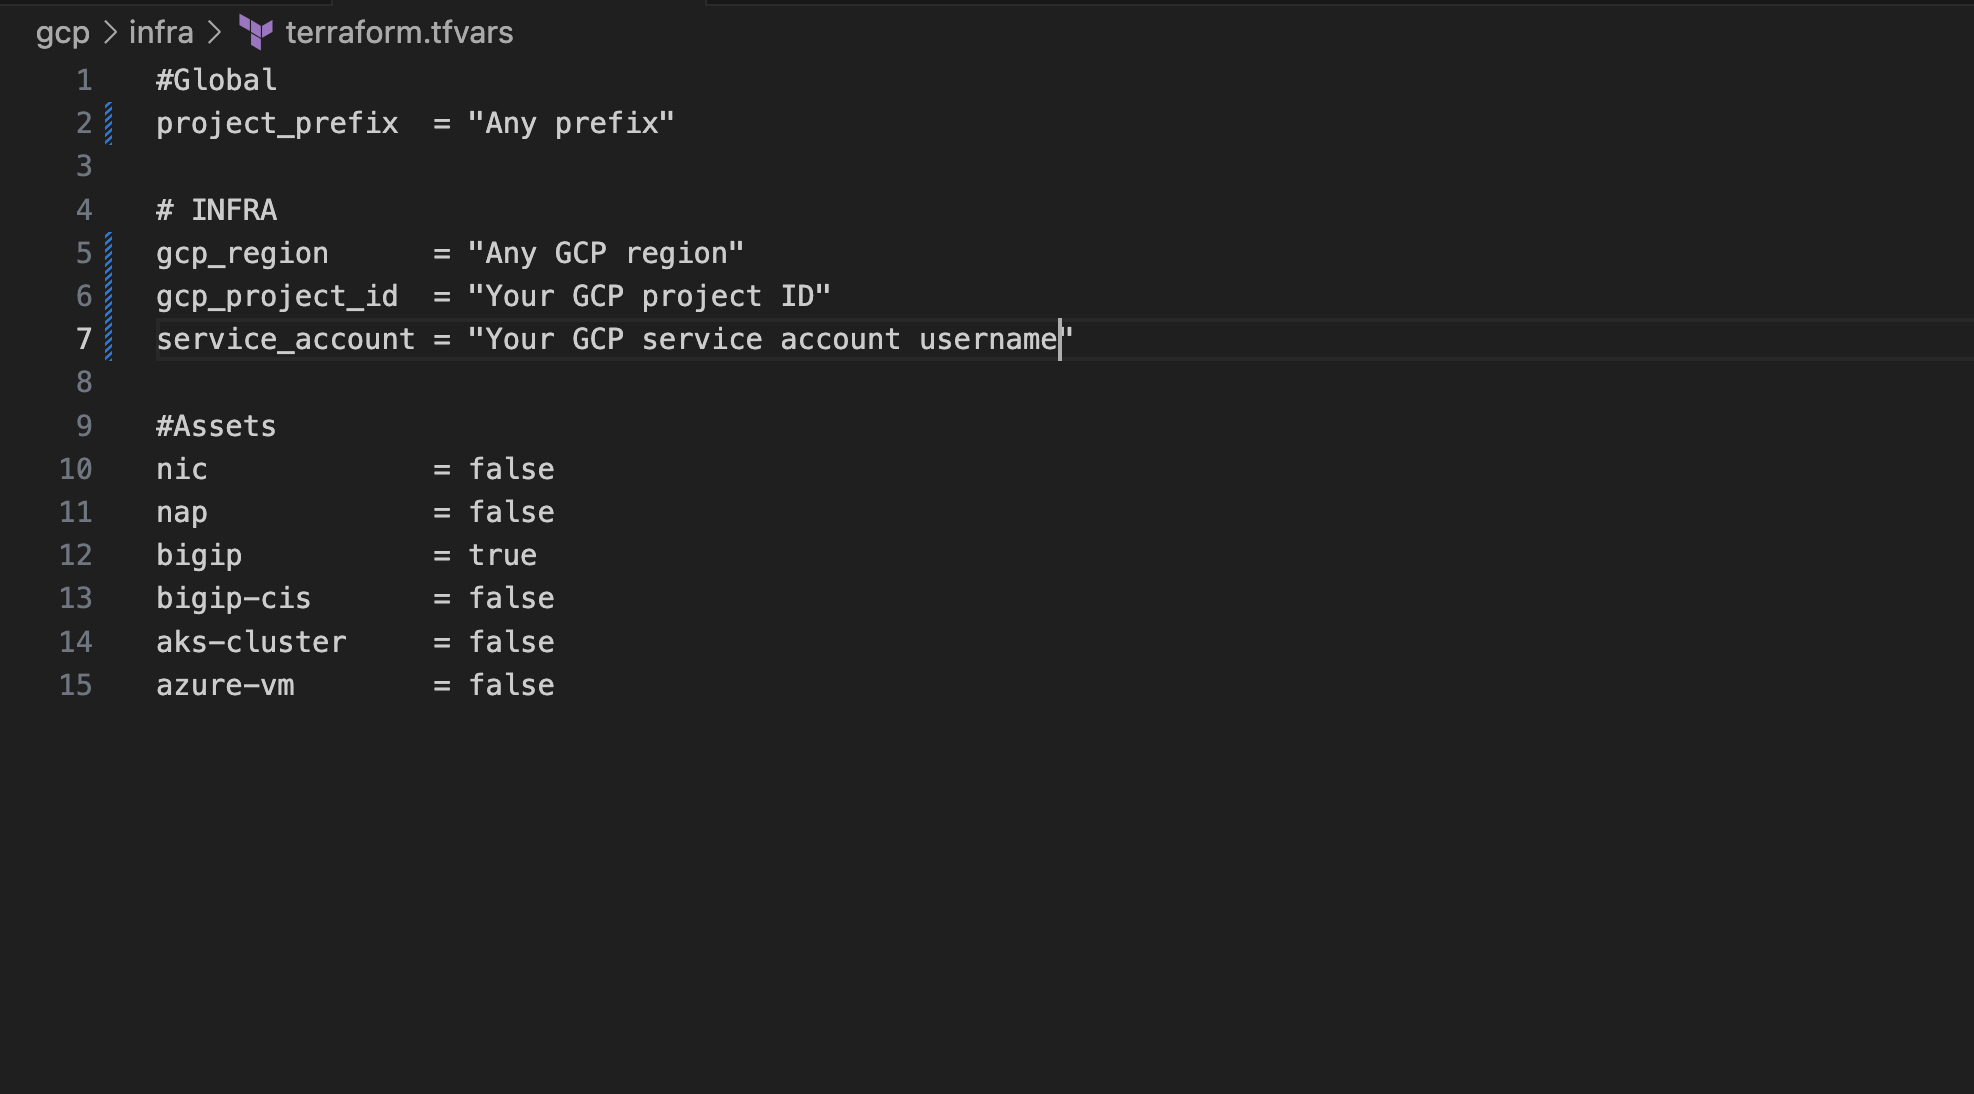 gcp > infra > terraform.tfvars
1 #Global
2 project_prefix  = "Any prefix"
3
4 # INFRA
5 gcp_region      = "Any GCP region"
6 gcp_project_id  = "Your GCP project ID"
7 service_account = "Your GCP service account username"
8
9 #Assets
10 nic             = false
11 nap             = false
12 bigip           = true
13 bigip-cis       = false
14 aks-cluster     = false
15 azure-vm        = false